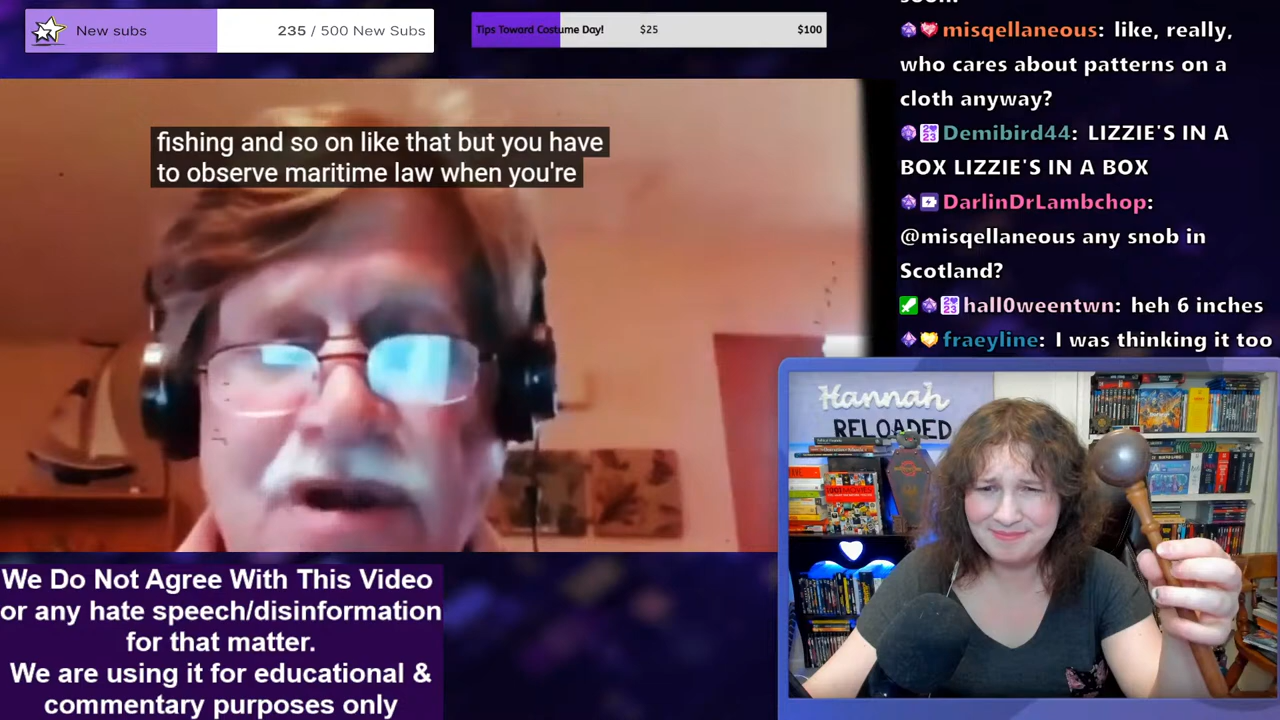 New subs
235 / 500 New Subs
Tips Toward Costume Day!
$25
$100
fishing and so on like that but you have
to observe maritime law when you're
misqellaneous: like, really,
who cares about patterns on a
cloth anyway?
Demibird44: LIZZIE'S IN A
BOX LIZZIE'S IN A BOX
DarlinDrLambchop:
@misqellaneous any snob in
Scotland?
hall0weentwn: heh 6 inches
fraeyline: I was thinking it too
Hannah
RELOADED
We Do Not Agree With This Video
or any hate speech/disinformation
for that matter.
We are using it for educational &
commentary purposes only